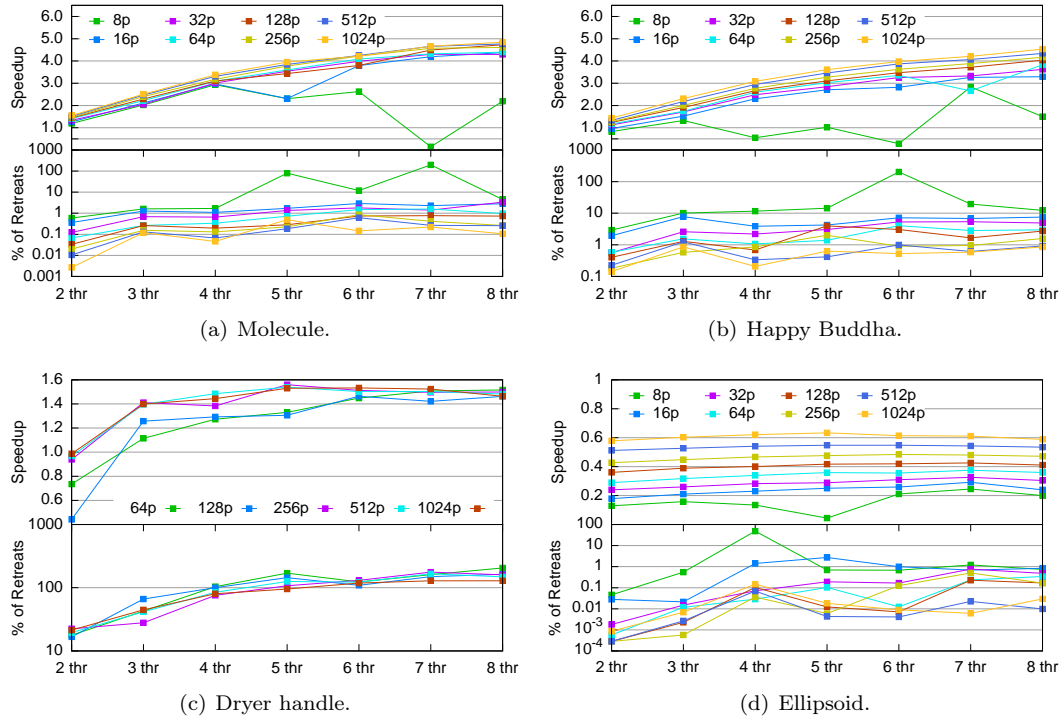 8p 32p 128p 512p
16p 64p 256p 1024p
Speedup
6.0
5.0
4.0
3.0
2.0
1.0
% of Retreats
1000
100
10
1
0.1
0.01
0.001
2 thr 3 thr 4 thr 5 thr 6 thr 7 thr 8 thr
(a) Molecule.
8p 32p 128p 512p
16p 64p 256p 1024p
Speedup
6.0
5.0
4.0
3.0
2.0
1.0
% of Retreats
1000
100
10
1
0.1
2 thr 3 thr 4 thr 5 thr 6 thr 7 thr 8 thr
(b) Happy Buddha.
Speedup
1.6
1.4
1.2
1.0
0.8
0.6
64p 128p 256p 512p 1024p
% of Retreats
1000
100
10
2 thr 3 thr 4 thr 5 thr 6 thr 7 thr 8 thr
(c) Dryer handle.
8p 32p 128p 512p
16p 64p 256p 1024p
Speedup
1
0.8
0.6
0.4
0.2
% of Retreats
100
10
1
0.1
0.01
10-3
10-4
2 thr 3 thr 4 thr 5 thr 6 thr 7 thr 8 thr
(d) Ellipsoid.